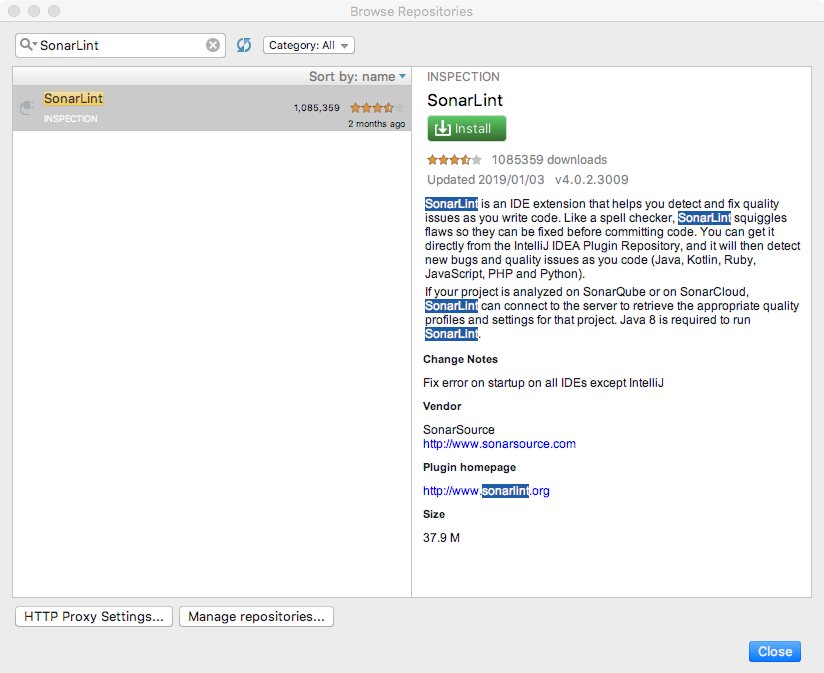 Browse Repositories
SonarLint
Category: All
Sort by: name
SonarLint
INSPECTION
1,085,359
2 months ago
INSPECTION
SonarLint
Install
1085359 downloads
Updated 2019/01/03 v4.0.2.3009
SonarLint is an IDE extension that helps you detect and fix quality
issues as you write code. Like a spell checker, SonarLint squiggles
flaws so they can be fixed before committing code. You can get it
directly from the IntelliJ IDEA Plugin Repository, and it will then detect
new bugs and quality issues as you code (Java, Kotlin, Ruby,
JavaScript, PHP and Python).
If your project is analyzed on SonarQube or on SonarCloud,
SonarLint can connect to the server to retrieve the appropriate quality
profiles and settings for that project. Java 8 is required to run
SonarLint.
Change Notes
Fix error on startup on all IDEs except IntelliJ
Vendor
SonarSource
http://www.sonarsource.com
Plugin homepage
http://www.sonarlint.org
Size
37.9 M
HTTP Proxy Settings...
Manage repositories...
Close